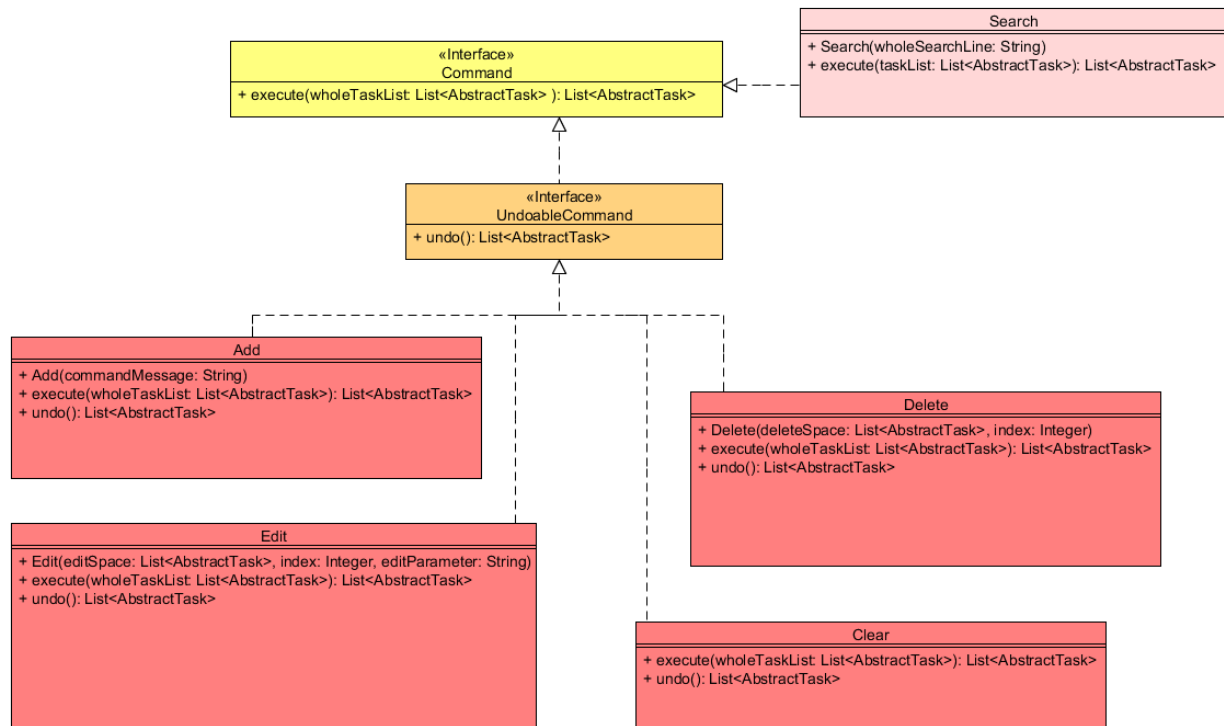 Search
+ Search(wholeSearchLine: String)
+ execute(taskList: List<AbstractTask>): List<AbstractTask>
«Interface»
Command
+ execute(wholeTaskList: List<AbstractTask> ): List<AbstractTask>
«Interface»
UndoableCommand
+ undo(): List<AbstractTask>
Add
+ Add(commandMessage: String)
+ execute(wholeTaskList: List<AbstractTask>): List<AbstractTask>
+ undo(): List<AbstractTask>
Delete
+ Delete(deleteSpace: List<AbstractTask>, index: Integer)
+ execute(wholeTaskList: List<AbstractTask>): List<AbstractTask>
+ undo(): List<AbstractTask>
Edit
+ Edit(editSpace: List<AbstractTask>, index: Integer, editParameter: String)
+ execute(wholeTaskList: List<AbstractTask>): List<AbstractTask>
+ undo(): List<AbstractTask>
Clear
+ execute(wholeTaskList: List<AbstractTask>): List<AbstractTask>
+ undo(): List<AbstractTask>